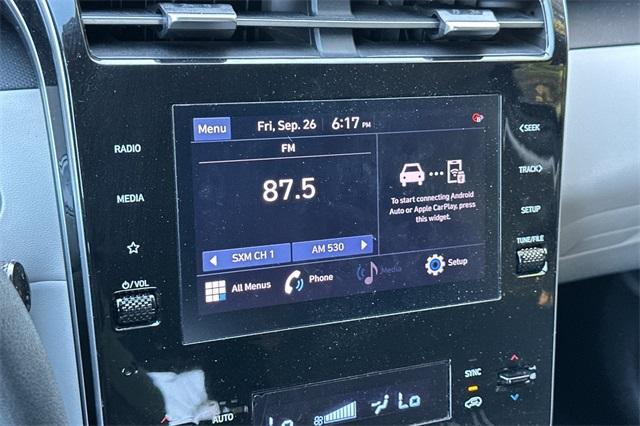 Menu Fri, Sep. 26 6:17 PM
RADIO
MEDIA
VOL
FM
87.5
To start connecting Android
Auto or Apple CarPlay, press
this widget.
SXM CH 1 AM 530
All Menus Phone Media Setup
SEEK
TRACK
SETUP
TUNE/FILE
SYNC
AUTO
Lo Lo